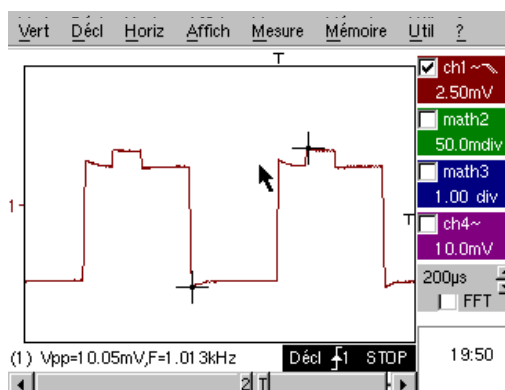 Vert Décl Horiz Affich Mesure Mémoire Util ?
T
ch1 ~
2.50mV
math2
50.0mdiv
math3
1.00 div
ch4~
10.0mV
1
T
200µs
FFT
(1) Vpp=10.05mV,F=1.013kHz
Décl 1 STOP
19:50
2 T